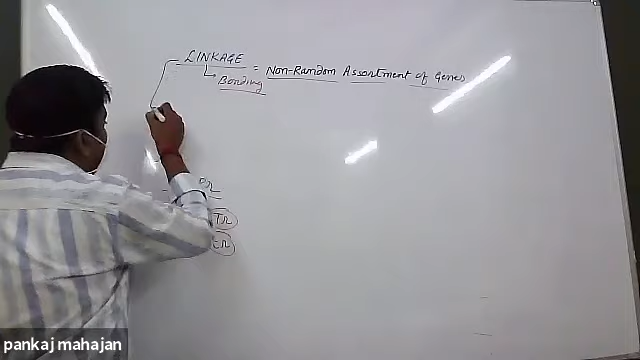 LINKAGE = Non-Random Assortment of Genes
Bonding
pankaj mahajan